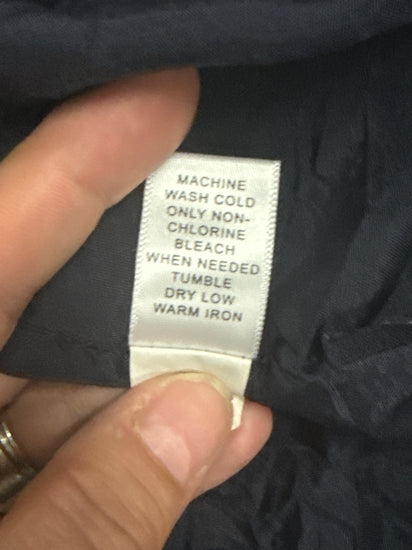 MACHINE
WASH COLD
ONLY NON-
CHLORINE
BLEACH
WHEN NEEDED
TUMBLE
DRY LOW
WARM IRON